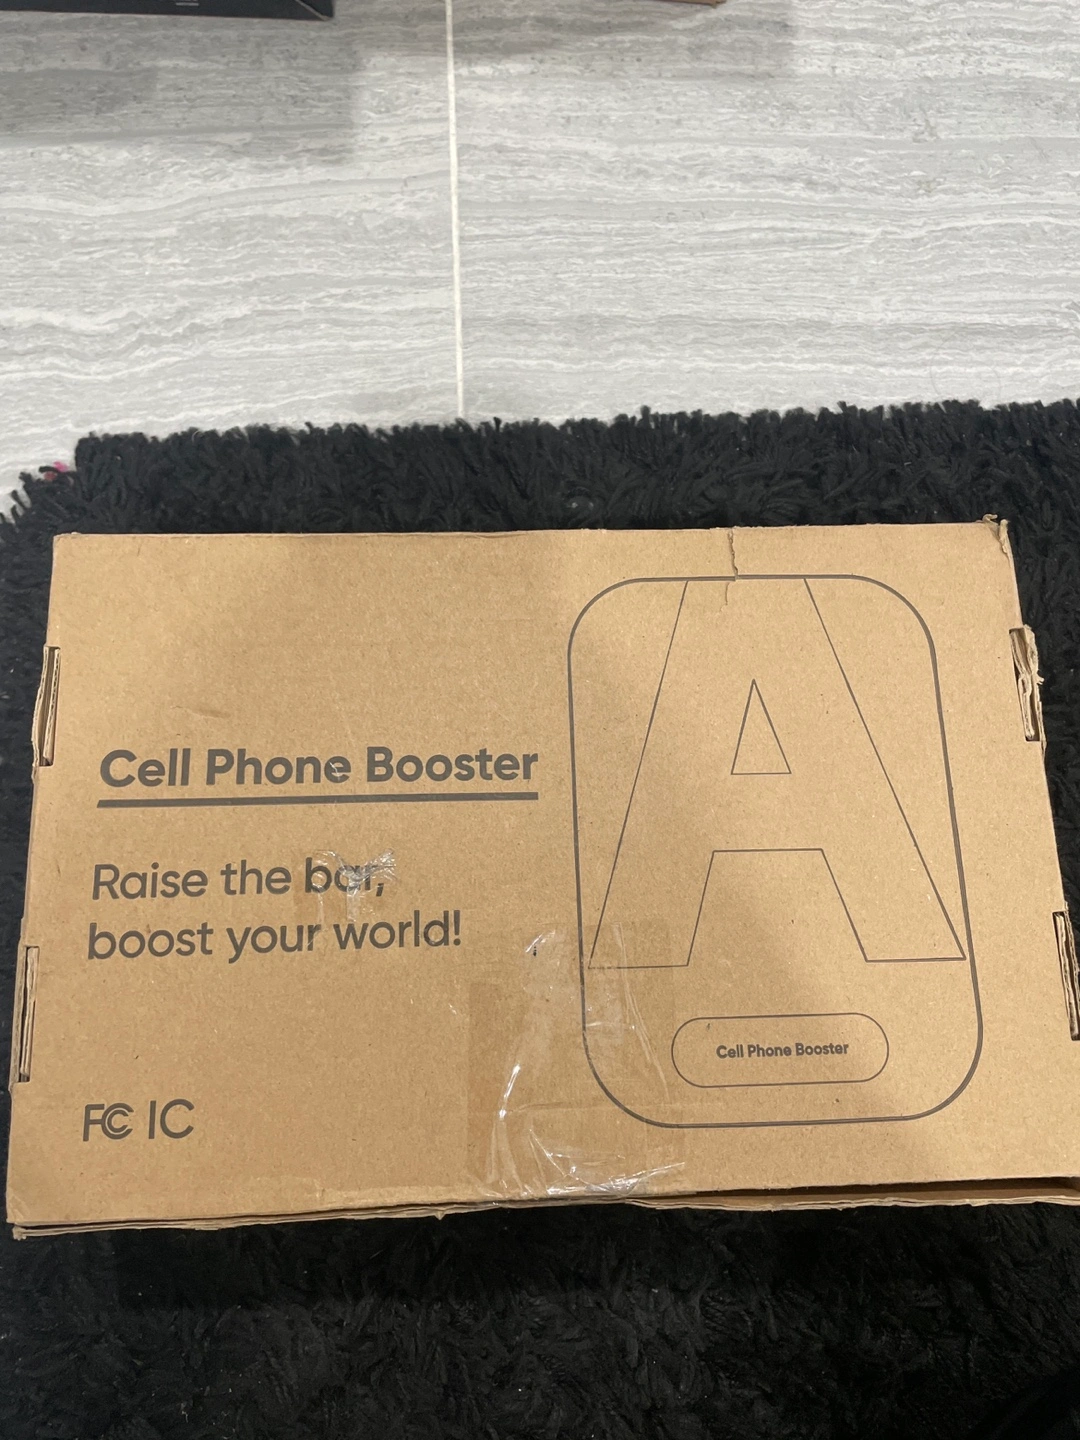 Cell Phone Booster
Raise the bar,
boost your world!
FC IC
A
Cell Phone Booster